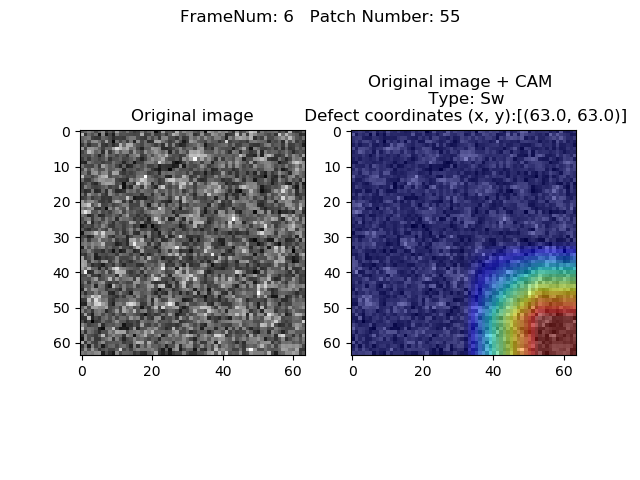 FrameNum: 6   Patch Number: 55
Original image
0
10
20
30
40
50
60
0 20 40 60
Original image + CAM
Type: Sw
Defect coordinates (x, y):[(63.0, 63.0)]
0
10
20
30
40
50
60
0 20 40 60